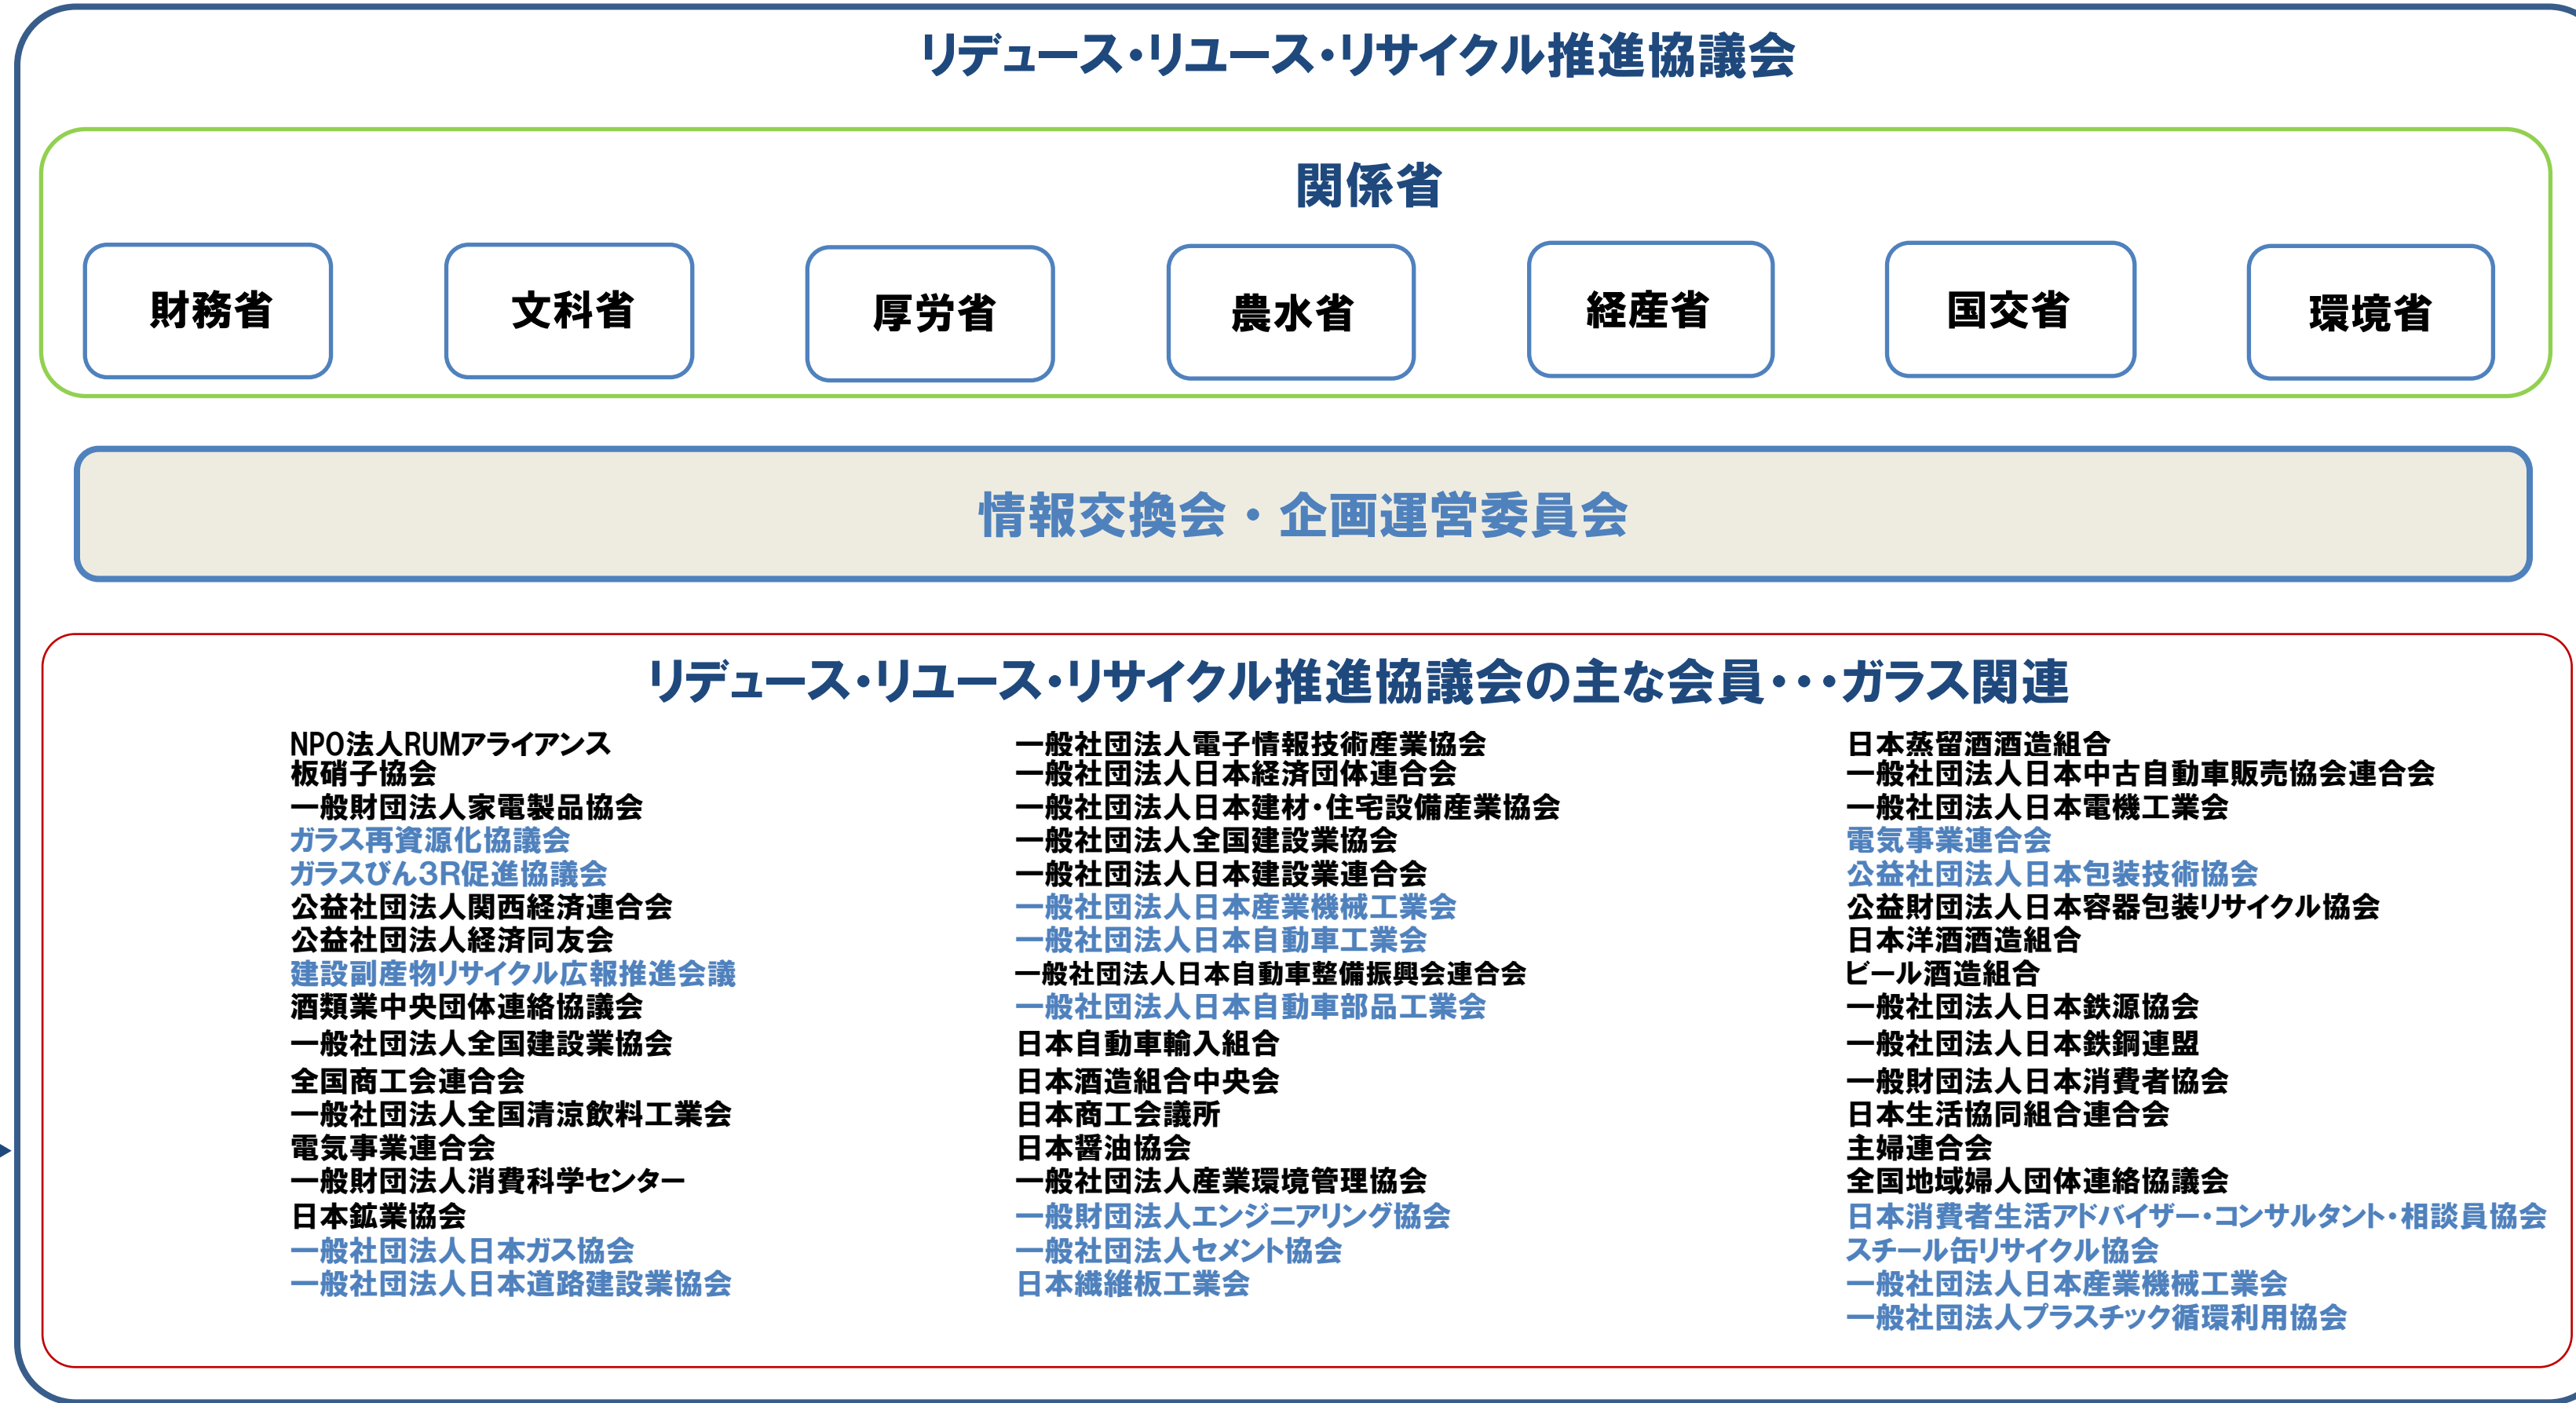 リデュース・リユース・リサイクル推進協議会
関係省
財務省
文科省
厚労省
農水省
経産省
国交省
環境省
情報交換会・企画運営委員会
リデュース・リユース・リサイクル推進協議会の主な会員・・・ガラス関連
NPO法人RUMアライアンス
板硝子協会
一般財団法人家電製品協会
ガラス再資源化協議会
ガラスびん3R促進協議会
公益社団法人関西経済連合会
公益社団法人経済同友会
建設副産物リサイクル広報推進会議
酒類業中央団体連絡協議会
一般社団法人全国建設業協会
全国商工会連合会
一般社団法人全国清涼飲料工業会
電気事業連合会
一般財団法人消費科学センター
日本鉱業協会
一般社団法人日本ガス協会
一般社団法人日本道路建設業協会
一般社団法人電子情報技術産業協会
一般社団法人日本経済団体連合会
一般社団法人日本建材・住宅設備産業協会
一般社団法人全国建設業協会
一般社団法人日本建設業連合会
一般社団法人日本産業機械工業会
一般社団法人日本自動車工業会
一般社団法人日本自動車整備振興会連合会
一般社団法人日本自動車部品工業会
日本自動車輸入組合
日本酒造組合中央会
日本商工会議所
日本醤油協会
一般社団法人産業環境管理協会
一般財団法人エンジニアリング協会
一般社団法人セメント協会
日本繊維板工業会
日本蒸留酒酒造組合
一般社団法人日本中古自動車販売協会連合会
一般社団法人日本電機工業会
電気事業連合会
公益社団法人日本包装技術協会
公益財団法人日本容器包装リサイクル協会
日本洋酒酒造組合
ビール酒造組合
一般社団法人日本鉄源協会
一般社団法人日本鉄鋼連盟
一般財団法人日本消費者協会
日本生活協同組合連合会
主婦連合会
全国地域婦人団体連絡協議会
日本消費者生活アドバイザー・コンサルタント・相談員協会
スチール缶リサイクル協会
一般社団法人日本産業機械工業会
一般社団法人プラスチック循環利用協会